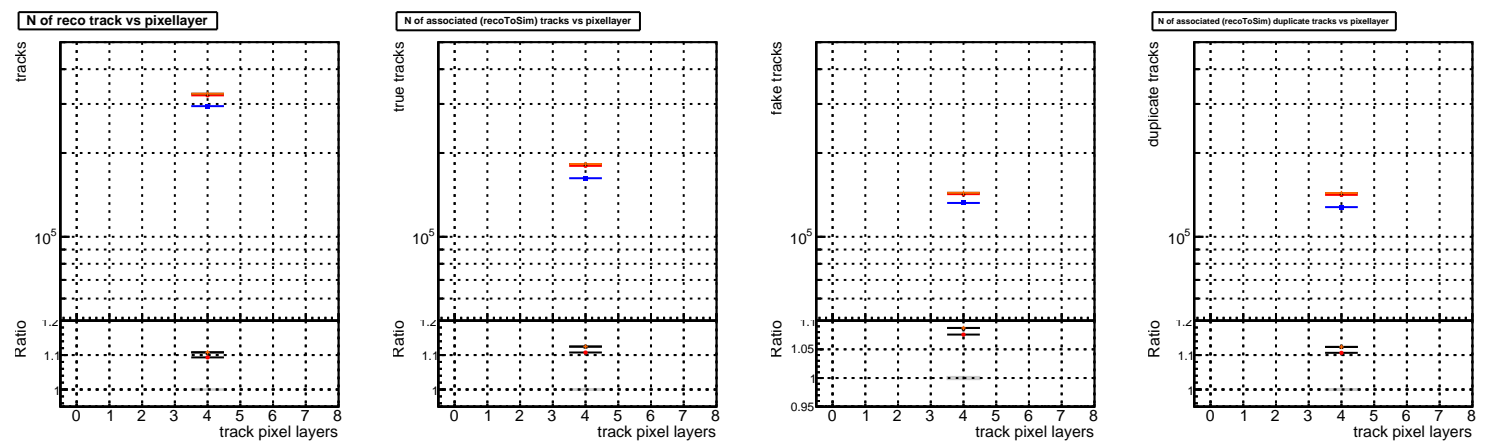 N of reco track vs pixellayer
tracks
10^5
Ratio
1.2
1.1
1
0 1 2 3 4 5 6 7 8
track pixel layers
N of associated (recoToSim) tracks vs pixellayer
true tracks
10^5
Ratio
1.2
1.1
1
0 1 2 3 4 5 6 7 8
track pixel layers
fake tracks
10^5
Ratio
1.1
1.05
1
0.95
0 1 2 3 4 5 6 7 8
track pixel layers
N of associated (recoToSim) duplicate tracks vs pixellayer
duplicate tracks
10^5
Ratio
1.2
1.1
1
0 1 2 3 4 5 6 7 8
track pixel layers